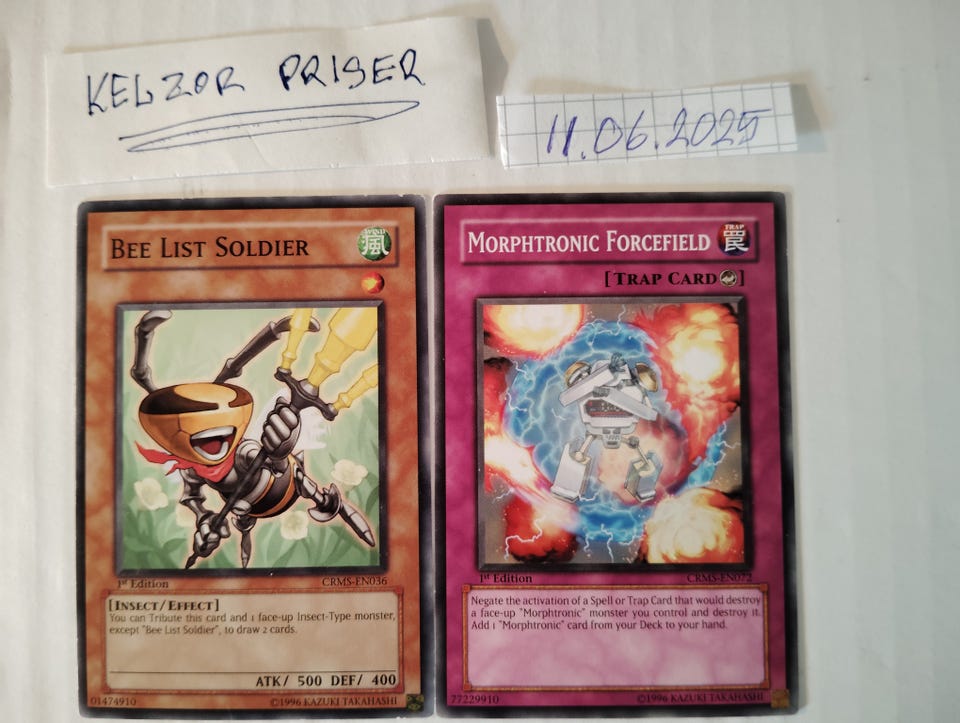 KELZOR PRISER
11.06.2025
BEE LIST SOLDIER
WIND
風
1st Edition
CRMS-EN036
[INSECT/EFFECT]
You can Tribute this card and 1 face-up Insect-Type monster,
except "Bee List Soldier", to draw 2 cards.
ATK/ 500 DEF/ 400
01474910
©1996 KAZUKI TAKAHASHI
MORPHTRONIC FORCEFIELD
TRAP
罠
[TRAP CARD]
1st Edition
CRMS-EN072
Negate the activation of a Spell or Trap Card that would destroy
a face-up "Morphtronic" monster you control and destroy it.
Add 1 "Morphtronic" card from your Deck to your hand.
77229910
©1996 KAZUKI TAKAHASHI